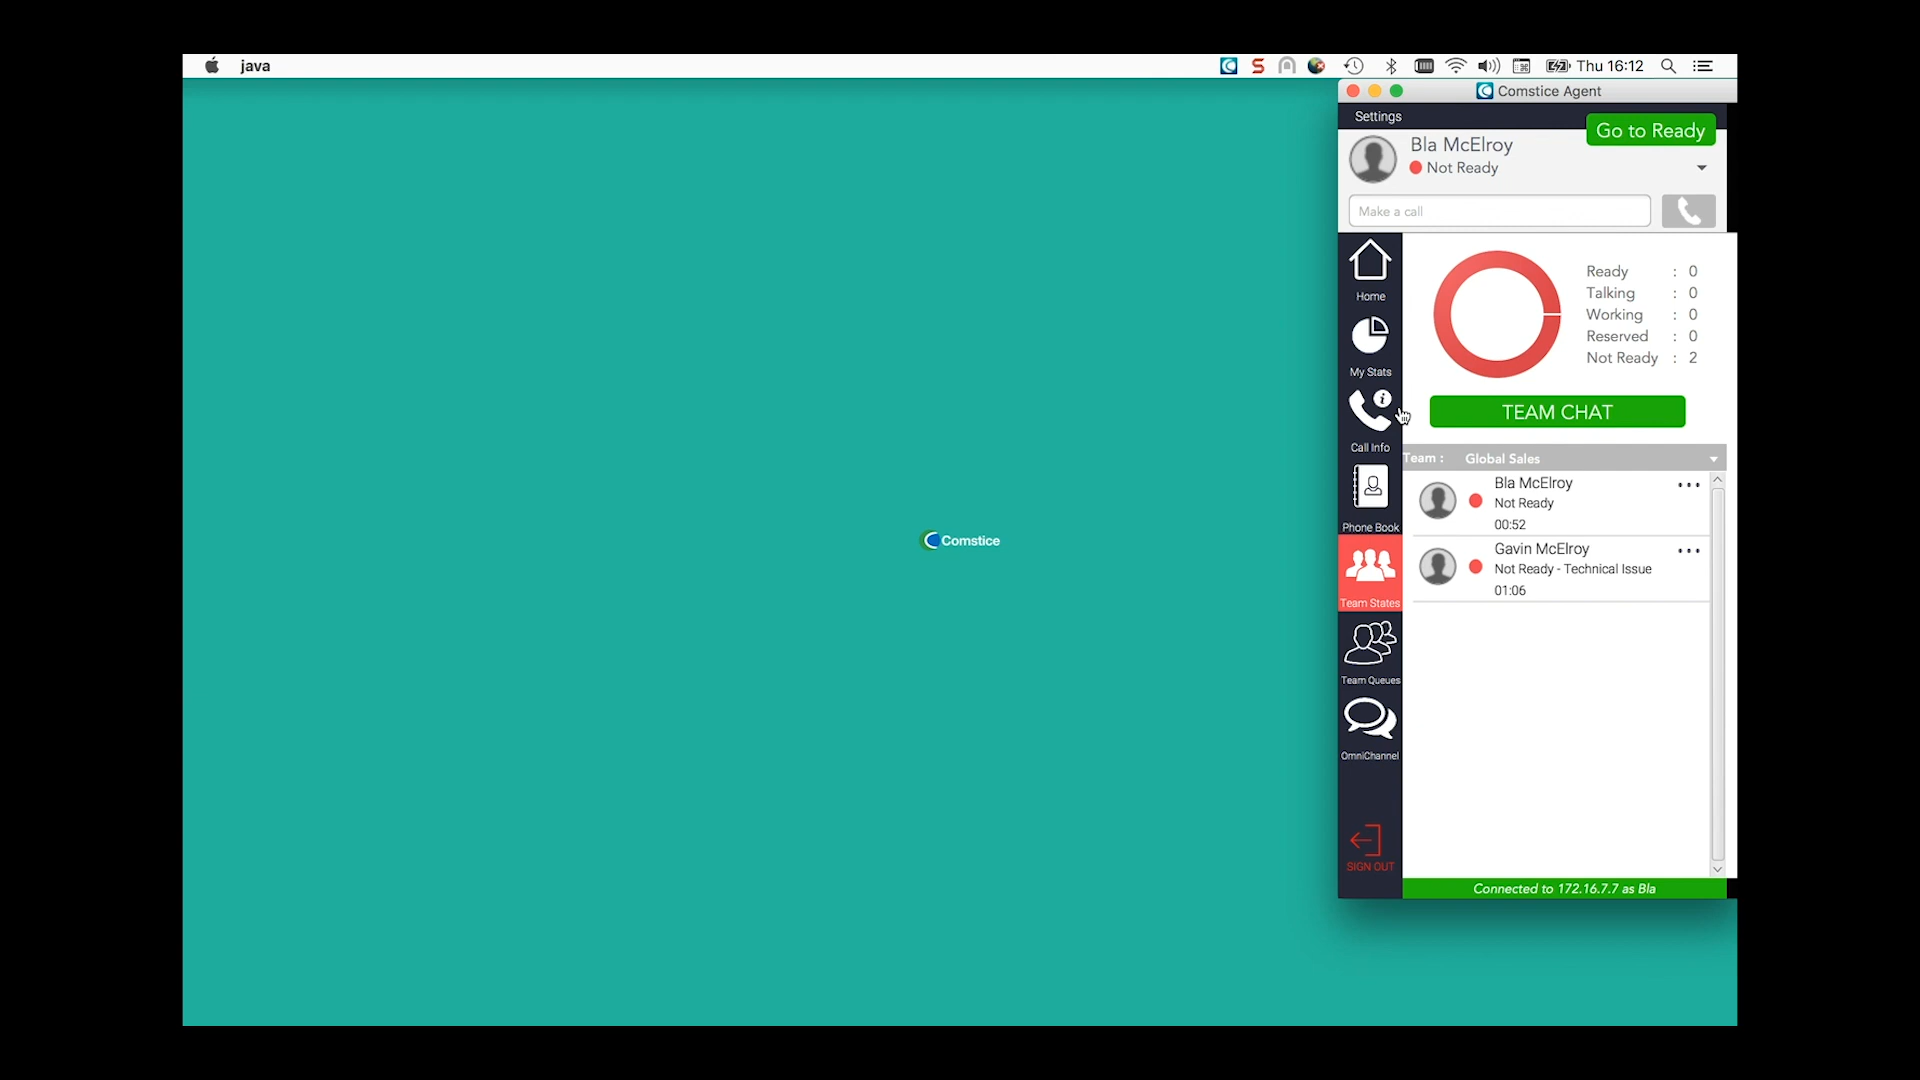 java
Thu 16:12
Comstice Agent
Settings
Go to Ready
Bla McElroy
Not Ready
Make a call
Home
My Stats
Call Info
Phone Book
Team States
Team Queues
OmniChannel
SIGN OUT
Ready : 0
Talking : 0
Working : 0
Reserved : 0
Not Ready : 2
TEAM CHAT
Team : Global Sales
Bla McElroy
Not Ready
00:52
Gavin McElroy
Not Ready - Technical Issue
01:06
Connected to 172.16.7.7 as Bla
Comstice